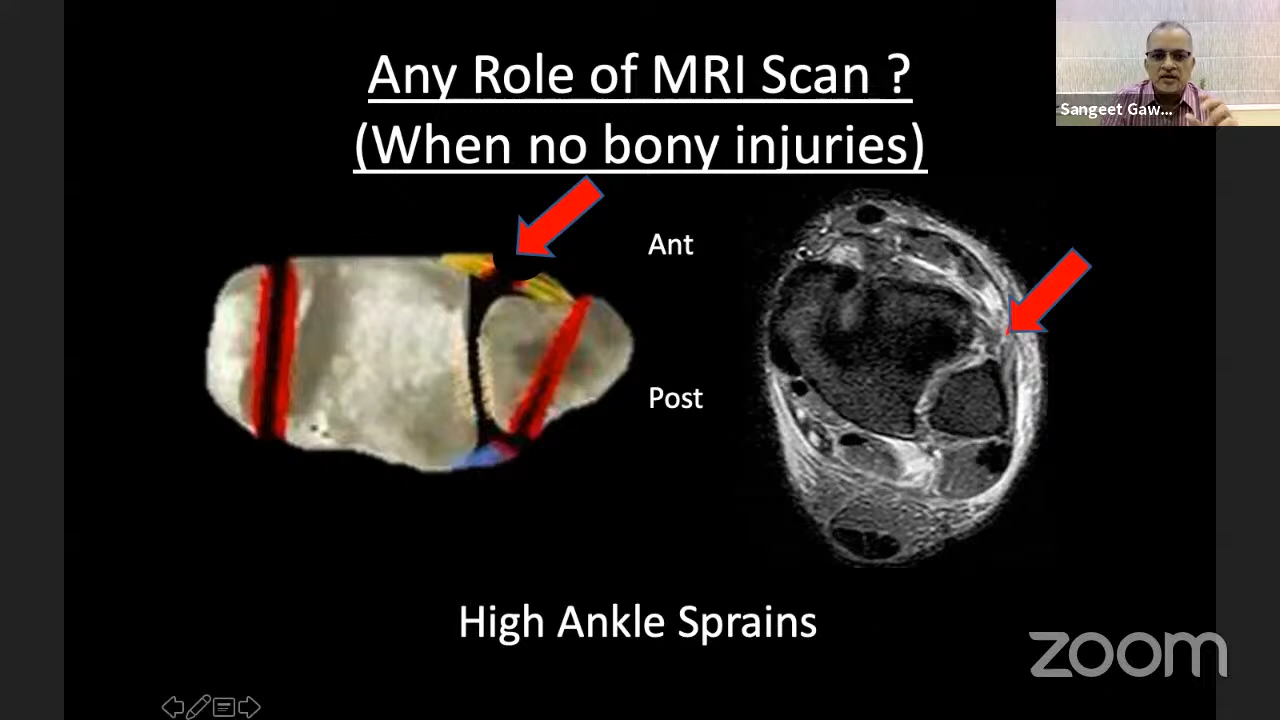 Any Role of MRI Scan ?
(When no bony injuries)
Sangeet Gaw...
Ant
Post
High Ankle Sprains
zoom